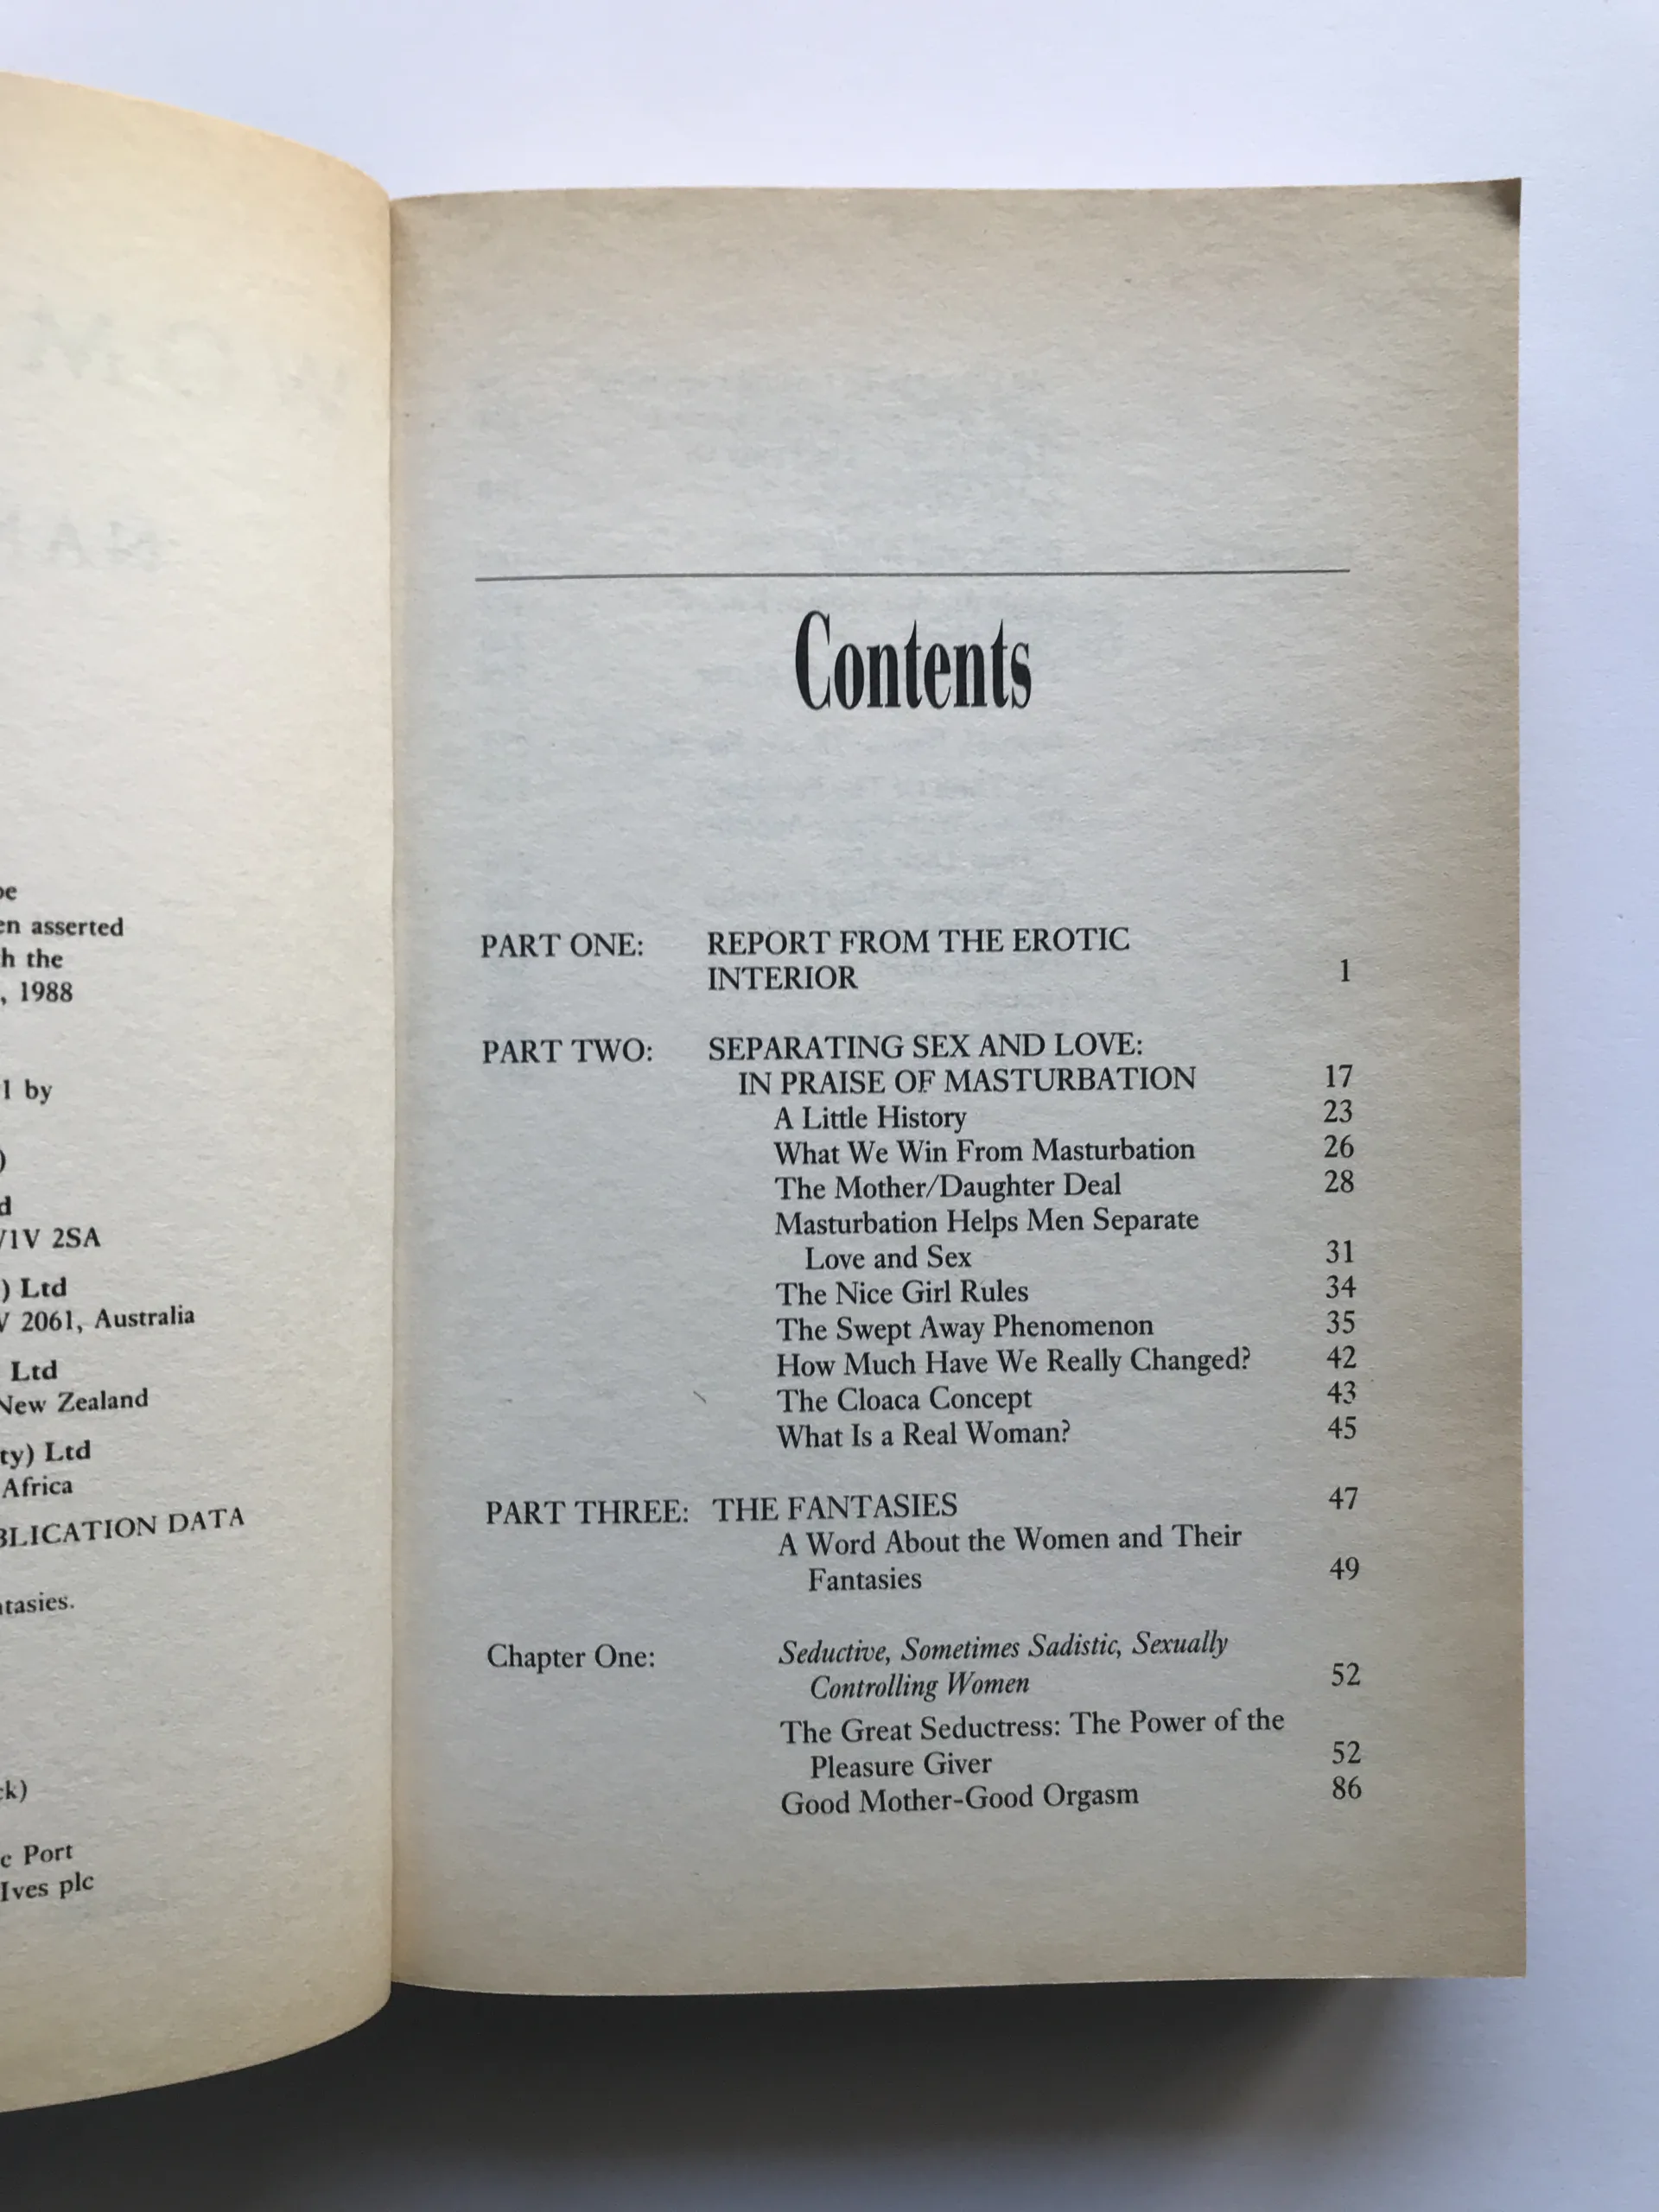 be
en asserted
h the
, 1988
1 by
)
d
/1V 2SA
) Ltd
V 2061, Australia
Ltd
New Zealand
ty) Ltd
Africa
BLICATION DATA
ntasies.
ck)
c Port
Ives plc
Contents
PART ONE: REPORT FROM THE EROTIC
INTERIOR 1
PART TWO: SEPARATING SEX AND LOVE:
IN PRAISE OF MASTURBATION 17
A Little History 23
What We Win From Masturbation 26
The Mother/Daughter Deal 28
Masturbation Helps Men Separate
Love and Sex 31
The Nice Girl Rules 34
The Swept Away Phenomenon 35
How Much Have We Really Changed? 42
The Cloaca Concept 43
What Is a Real Woman? 45
PART THREE: THE FANTASIES 47
A Word About the Women and Their
Fantasies 49
Chapter One: Seductive, Sometimes Sadistic, Sexually
Controlling Women 52
The Great Seductress: The Power of the
Pleasure Giver 52
Good Mother-Good Orgasm 86